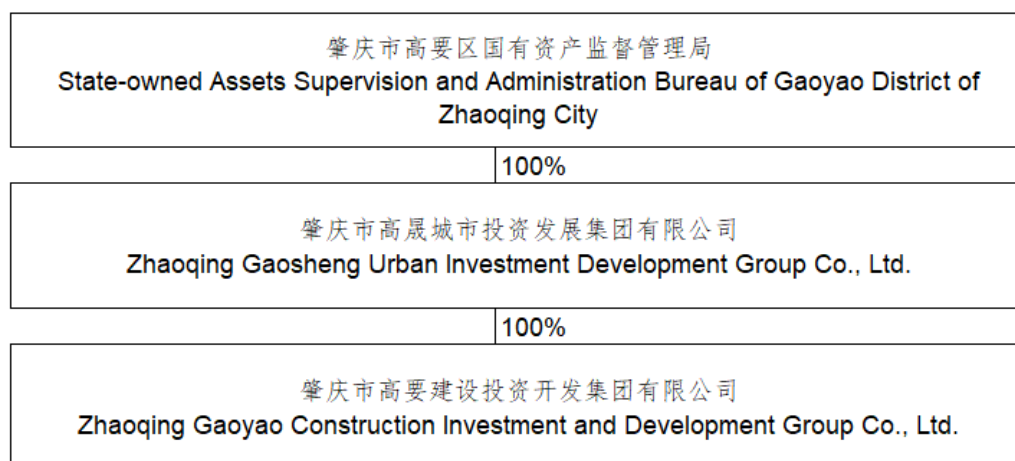 肇庆市高要区国有资产监督管理局
State-owned Assets Supervision and Administration Bureau of Gaoyao District of
Zhaoqing City
100%
肇庆市高晟城市投资发展集团有限公司
Zhaoqing Gaosheng Urban Investment Development Group Co., Ltd.
100%
肇庆市高要建设投资开发集团有限公司
Zhaoqing Gaoyao Construction Investment and Development Group Co., Ltd.